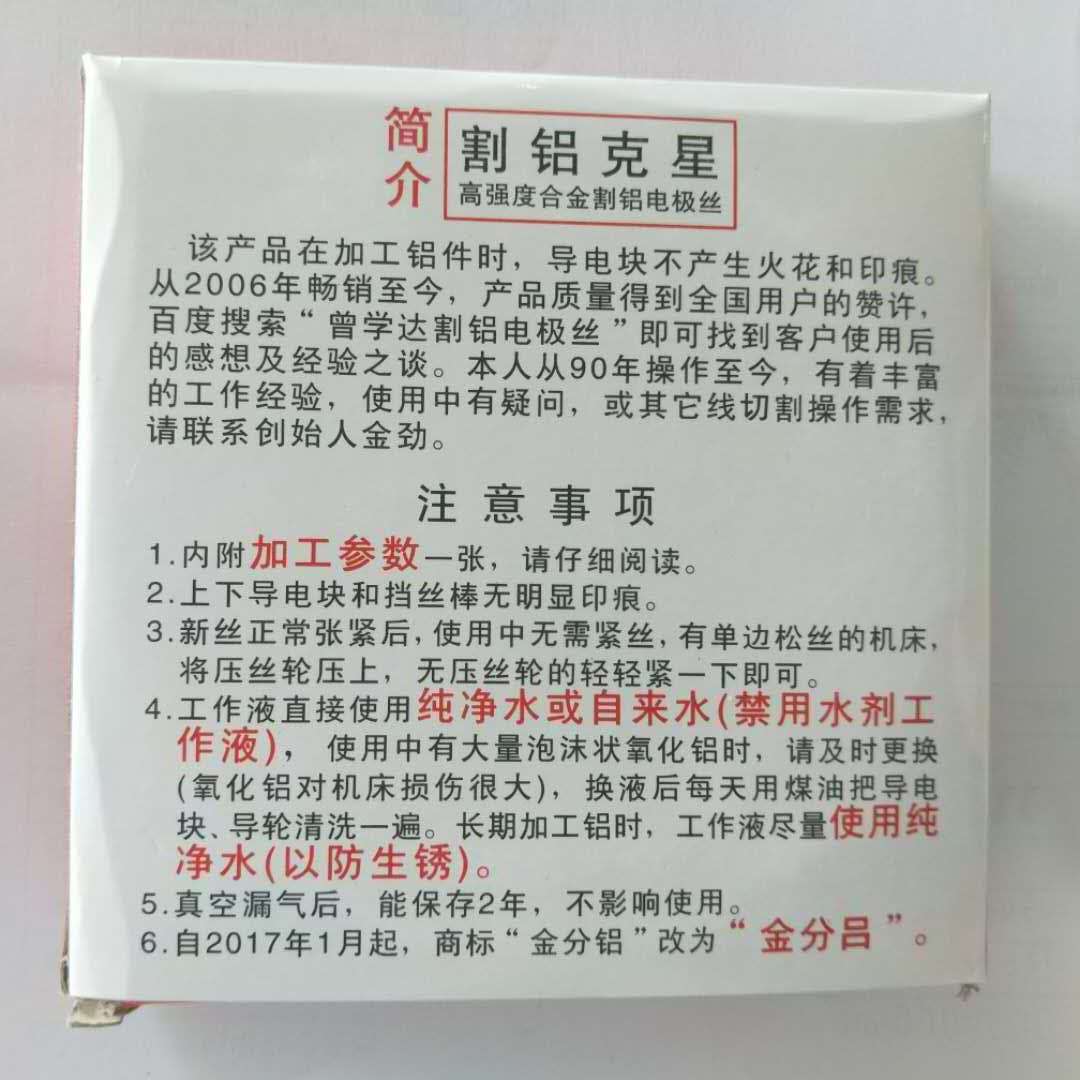 简介
割铝克星
高强度合金割铝电极丝
该产品在加工铝件时，导电块不产生火花和印痕。
从2006年畅销至今，产品质量得到全国用户的赞许，
百度搜索“曾学达割铝电极丝”即可找到客户使用后
的感想及经验之谈。本人从90年操作至今，有着丰富
的工作经验，使用中有疑问，或其它线切割操作需求，
请联系创始人金劲。
注意事项
1.内附加工参数一张，请仔细阅读。
2.上下导电块和挡丝棒无明显印痕。
3.新丝正常张紧后，使用中无需紧丝，有单边松丝的机床，
将压丝轮压上，无压丝轮的轻轻紧一下即可。
4.工作液直接使用纯净水或自来水(禁用水剂工
作液)，使用中有大量泡沫状氧化铝时，请及时更换
(氧化铝对机床损伤很大)，换液后每天用煤油把导电
块、导轮清洗一遍。长期加工铝时，工作液尽量使用纯
净水(以防生锈)。
5.真空漏气后，能保存2年，不影响使用。
6.自2017年1月起，商标“金分铝”改为“金分吕”。